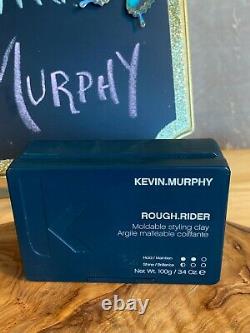 MURPHY
KEVIN.MURPHY
ROUGH.RIDER
Moldable styling clay
Argile malléable coiffante
Hold / Maintien
Shine / Brillance
Net Wt. 100g / 3.4 Oz. ℮